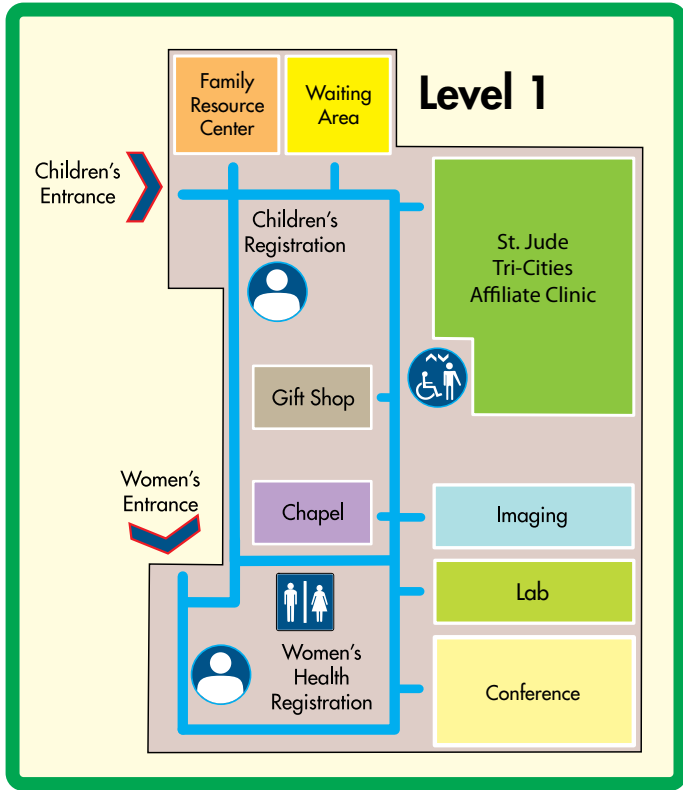 Level 1
Family
Resource
Center
Waiting
Area
Children's
Entrance
Children's
Registration
St. Jude
Tri-Cities
Affiliate Clinic
Gift Shop
Women's
Entrance
Chapel
Imaging
Lab
Women's
Health
Registration
Conference